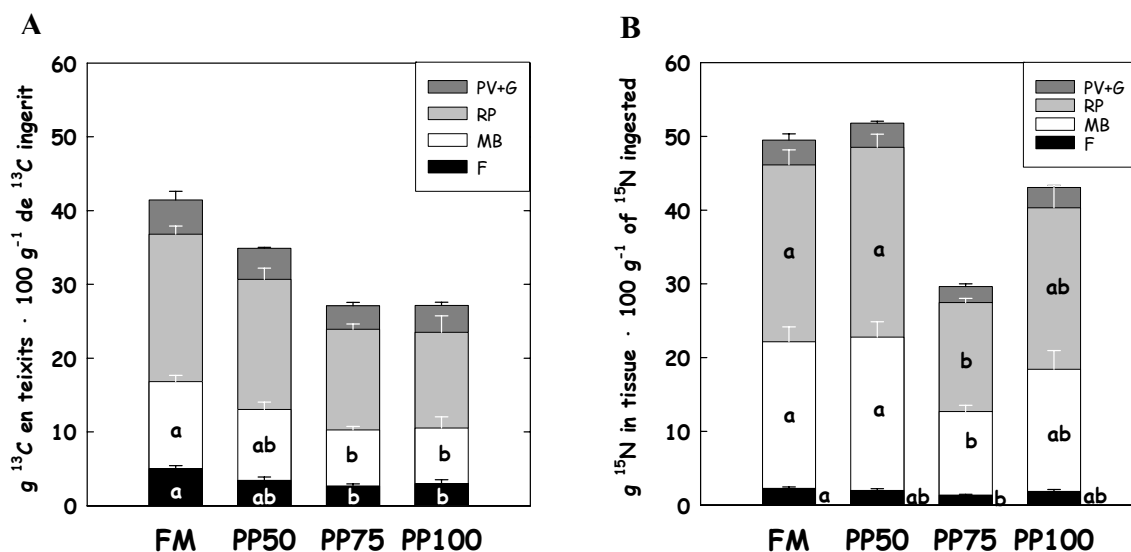 A
g ¹³C en teixits · 100 g⁻¹ de ¹³C ingerit
60
50
40
30
20
10
0
PV+G
RP
MB
F
a
ab
b
b
a
ab
b
b
FM PP50 PP75 PP100
B
g ¹⁵N in tissue · 100 g⁻¹ of ¹⁵N ingested
60
50
40
30
20
10
0
PV+G
RP
MB
F
a
a
b
ab
a
a
b
ab
a
ab
b
ab
FM PP50 PP75 PP100